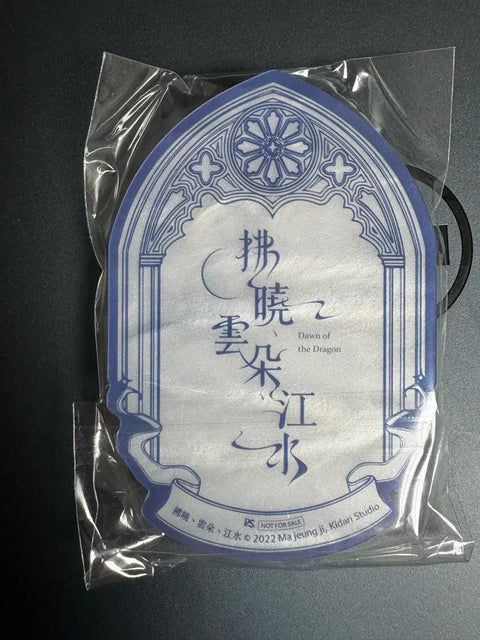 拂曉、
雲朵、
江水
Dawn of
the Dragon
PS. NOT FOR SALE
拂曉、雲朵、江水 © 2022 Ma jeung ji, Kidari Studio